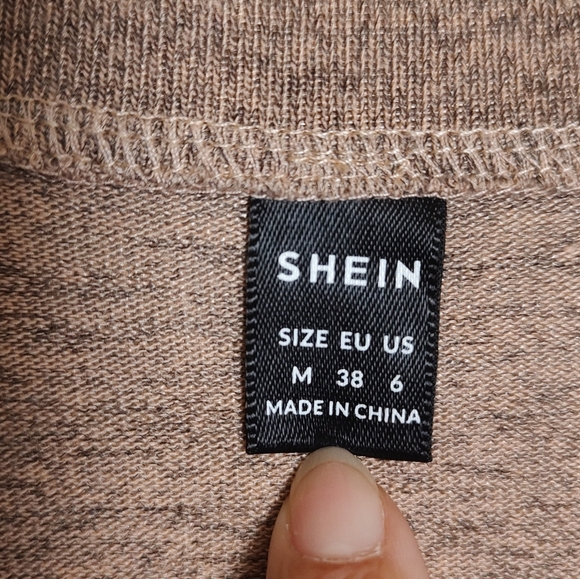 SHEIN
SIZE EU US
M 38 6
MADE IN CHINA